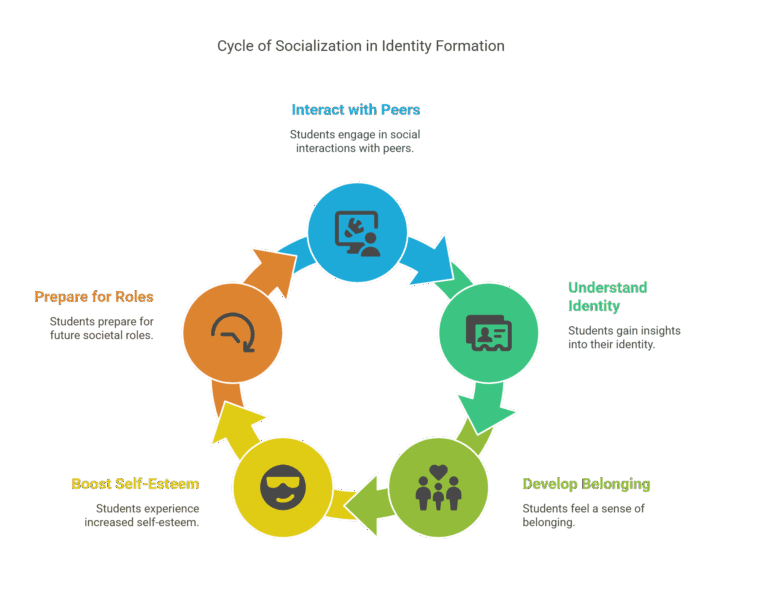 Cycle of Socialization in Identity Formation
Interact with Peers
Students engage in social
interactions with peers.
Understand
Identity
Students gain insights
into their identity.
Develop Belonging
Students feel a sense of
belonging.
Boost Self-Esteem
Students experience
increased self-esteem.
Prepare for Roles
Students prepare for
future societal roles.